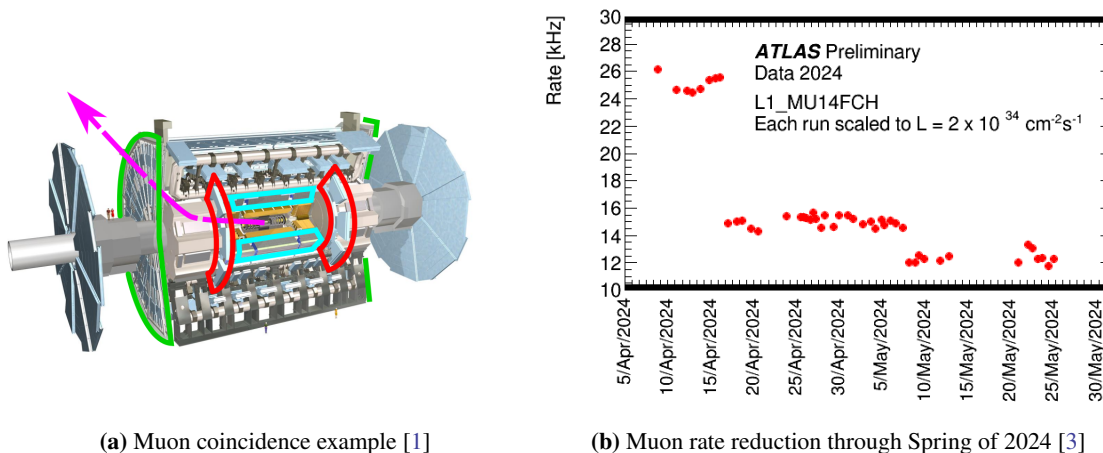 30
28
26
24
22
20
18
16
14
12
10
Rate [kHz]
ATLAS Preliminary
Data 2024
L1_MU14FCH
Each run scaled to L = 2 x 10 34 cm-2s-1
5/Apr/2024
10/Apr/2024
15/Apr/2024
20/Apr/2024
25/Apr/2024
30/Apr/2024
5/May/2024
10/May/2024
15/May/2024
20/May/2024
25/May/2024
30/May/2024
(a) Muon coincidence example [1]
(b) Muon rate reduction through Spring of 2024 [3]